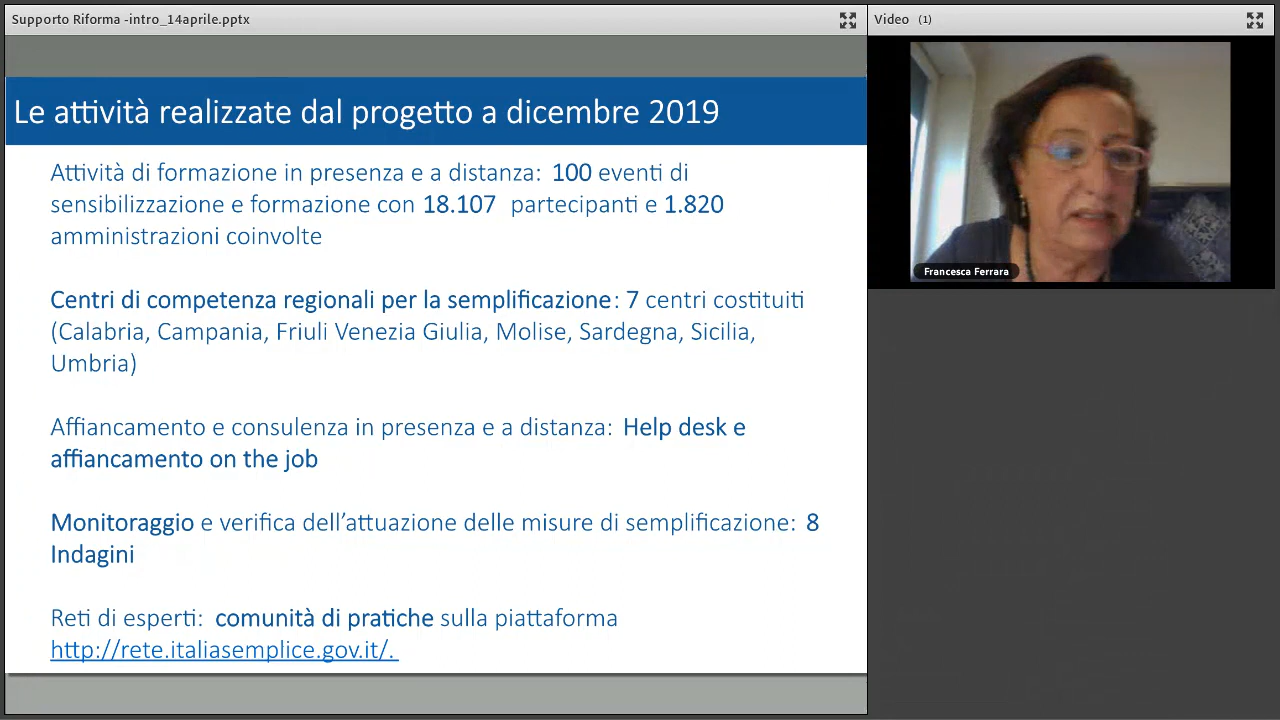 Supporto Riforma -intro_14aprile.pptx
Video (1)
Le attività realizzate dal progetto a dicembre 2019
Attività di formazione in presenza e a distanza: 100 eventi di
sensibilizzazione e formazione con 18.107 partecipanti e 1.820
amministrazioni coinvolte
Centri di competenza regionali per la semplificazione: 7 centri costituiti
(Calabria, Campania, Friuli Venezia Giulia, Molise, Sardegna, Sicilia,
Umbria)
Affiancamento e consulenza in presenza e a distanza: Help desk e
affiancamento on the job
Monitoraggio e verifica dell’attuazione delle misure di semplificazione: 8
Indagini
Reti di esperti: comunità di pratiche sulla piattaforma
http://rete.italiasemplice.gov.it/.
Francesca Ferrara